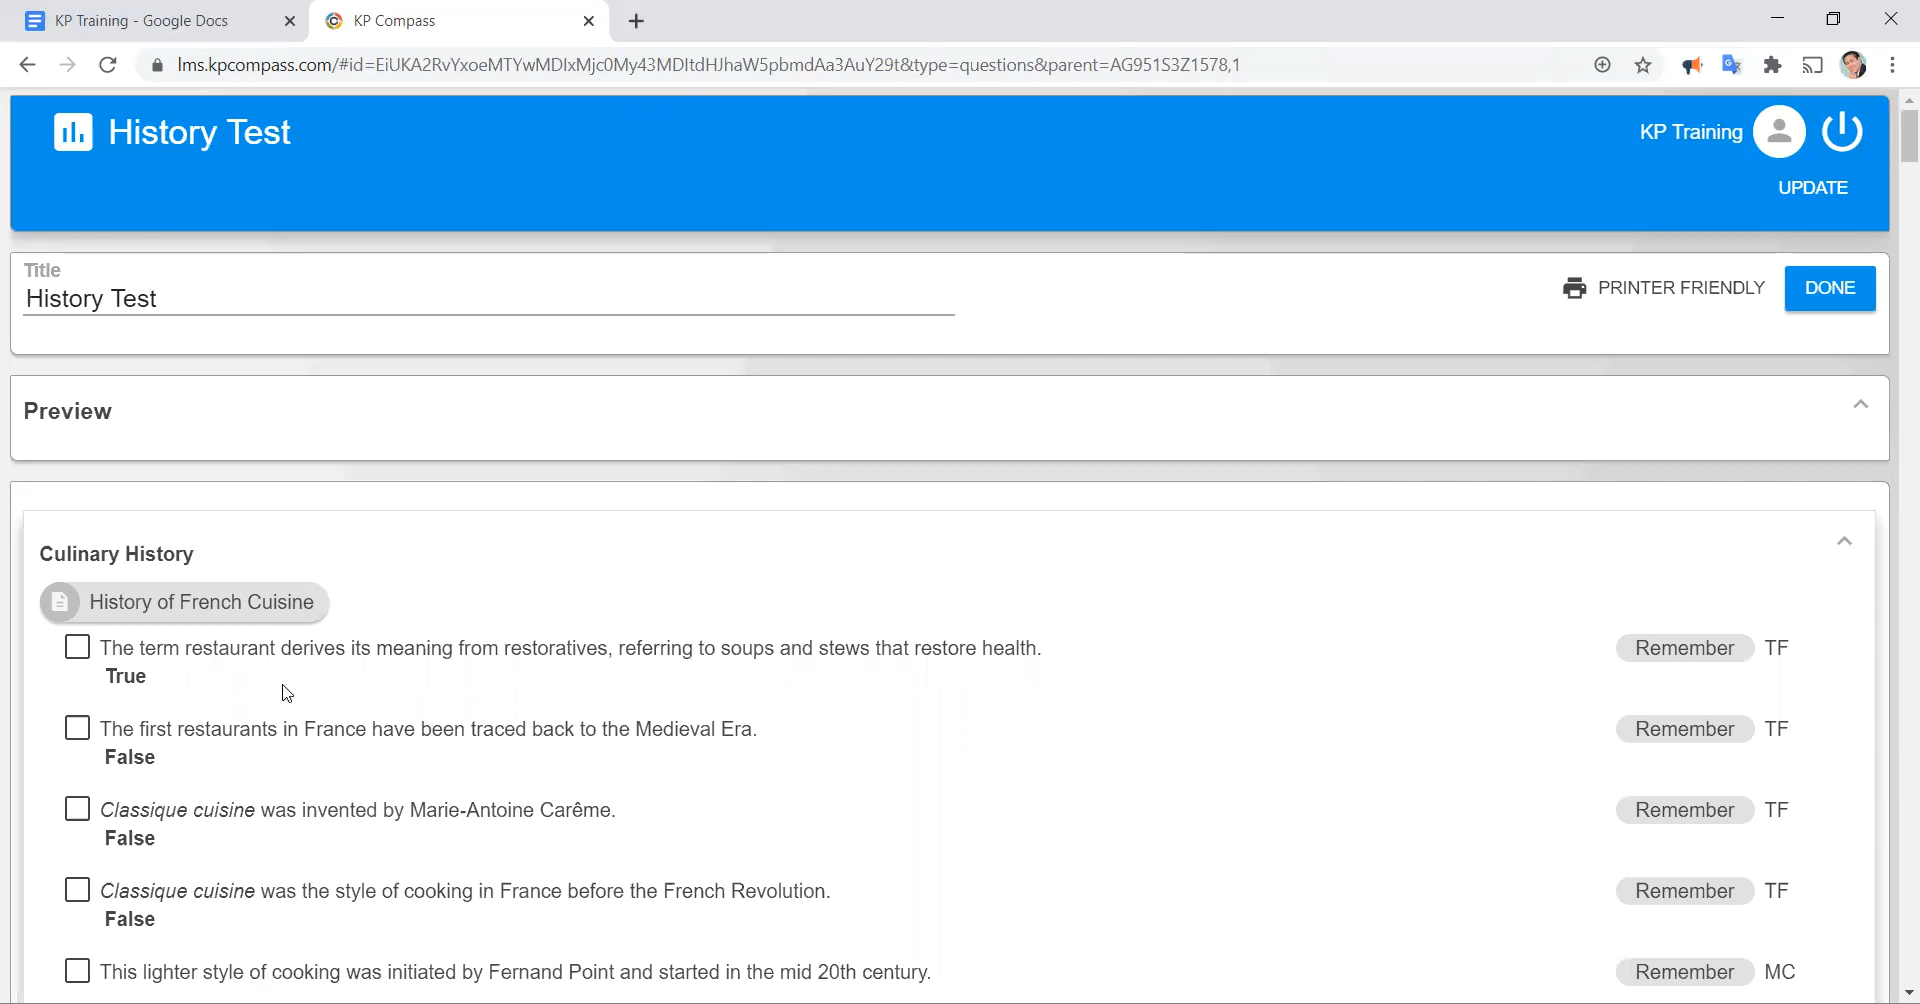 KP Training - Google Docs
KP Compass
lms.kpcompass.com/#id=EiUKA2RvYxoeMTYwMDIxMjc0My43MDItdHJhaW5pbmdAa3AuY29t&type=questions&parent=AG951S3Z1578,1
History Test
KP Training
UPDATE
Title
History Test
PRINTER FRIENDLY
DONE
Preview
Culinary History
History of French Cuisine
The term restaurant derives its meaning from restoratives, referring to soups and stews that restore health.
Remember TF
True
The first restaurants in France have been traced back to the Medieval Era.
Remember TF
False
Classique cuisine was invented by Marie-Antoine Carême.
Remember TF
False
Classique cuisine was the style of cooking in France before the French Revolution.
Remember TF
False
This lighter style of cooking was initiated by Fernand Point and started in the mid 20th century.
Remember MC